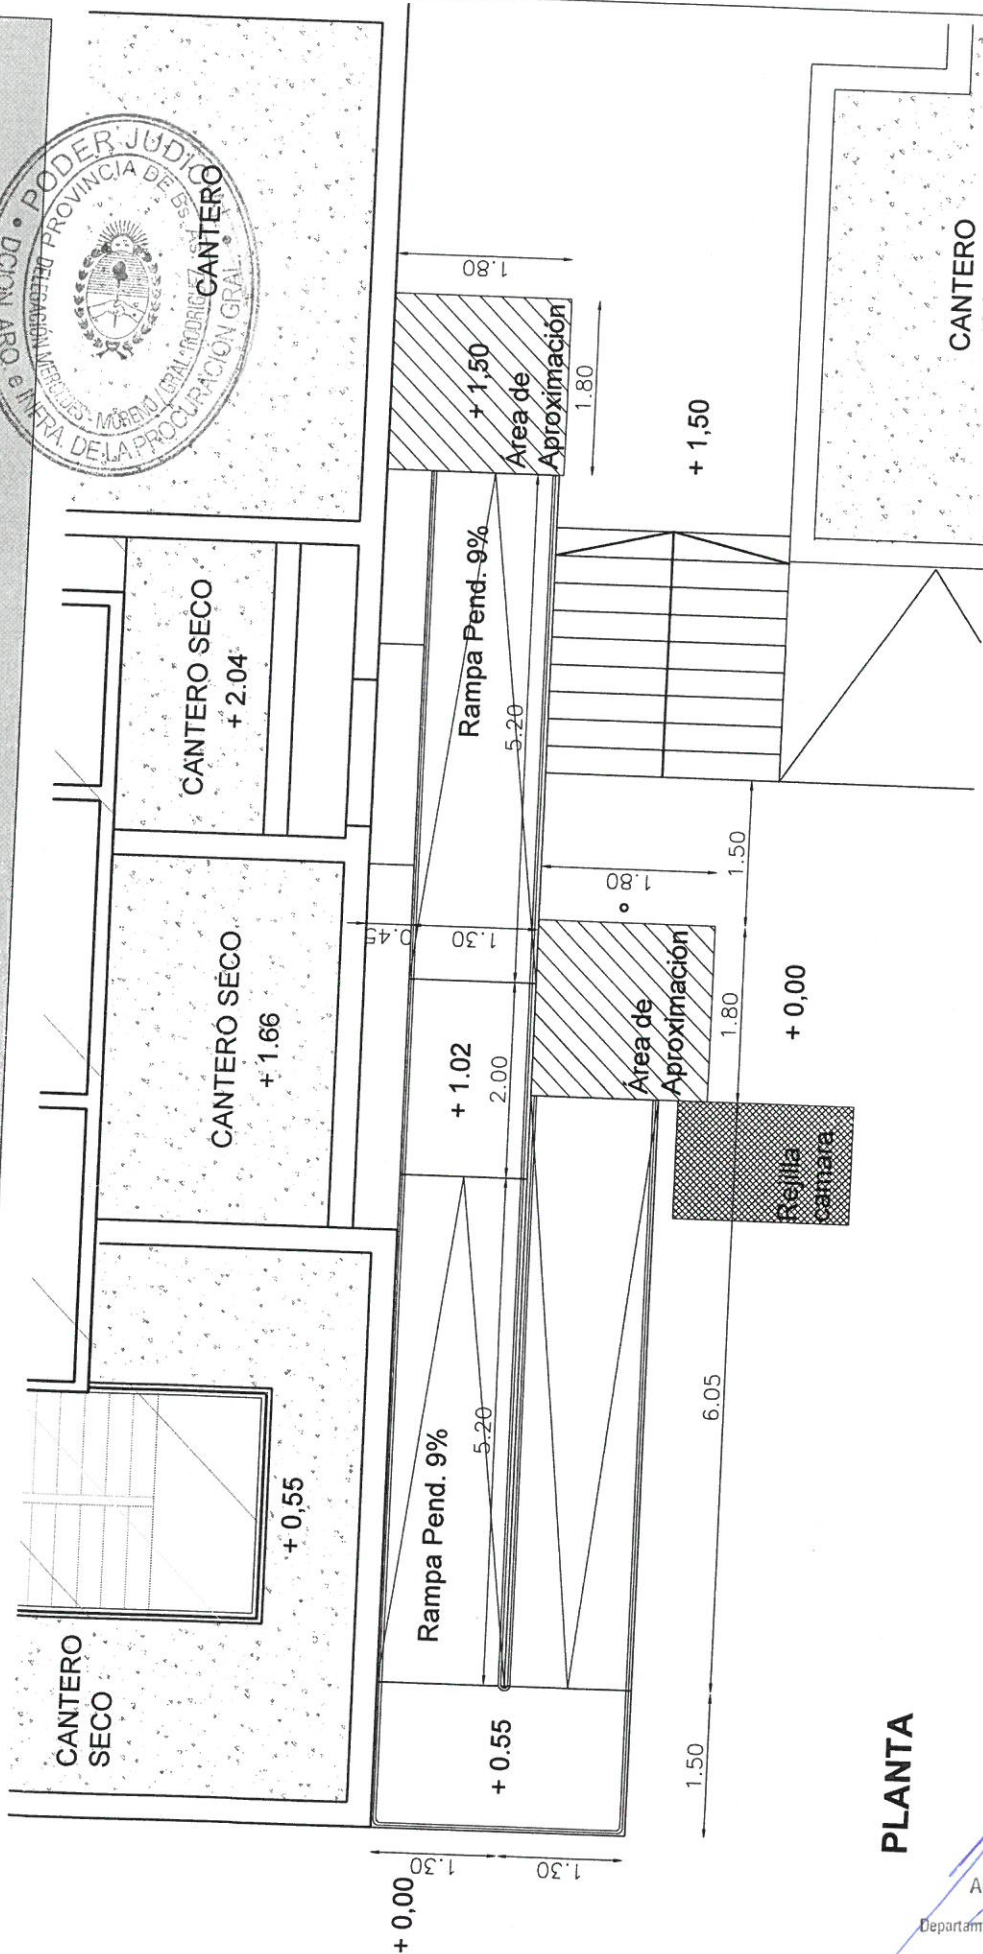 CANTERO
SECO
+ 0,55
CANTERO SECO
+ 1.66
CANTERO SECO
+ 2.04
CANTERO
PODER JUDICIAL
PROVINCIA DE Bs. AS.
DELEGACIÓN MERCEDES - MORENO / GRAL. RODRIGUEZ
DCIÓN ARQ. e INFRA. DE LA PROCURACIÓN GRAL.
+ 0,00
1.30
1.30
+ 0.55
Rampa Pend. 9%
5.20
+ 1.02
2.00
0.45
1.30
Rampa Pend. 9%
5.20
+ 1,50
Área de
Aproximación
1.80
1.80
Área de
Aproximación
1.80
Rejilla
camara
1.50
6.05
1.80
1.50
+ 0,00
+ 1,50
CANTERO
PLANTA
A
Departam